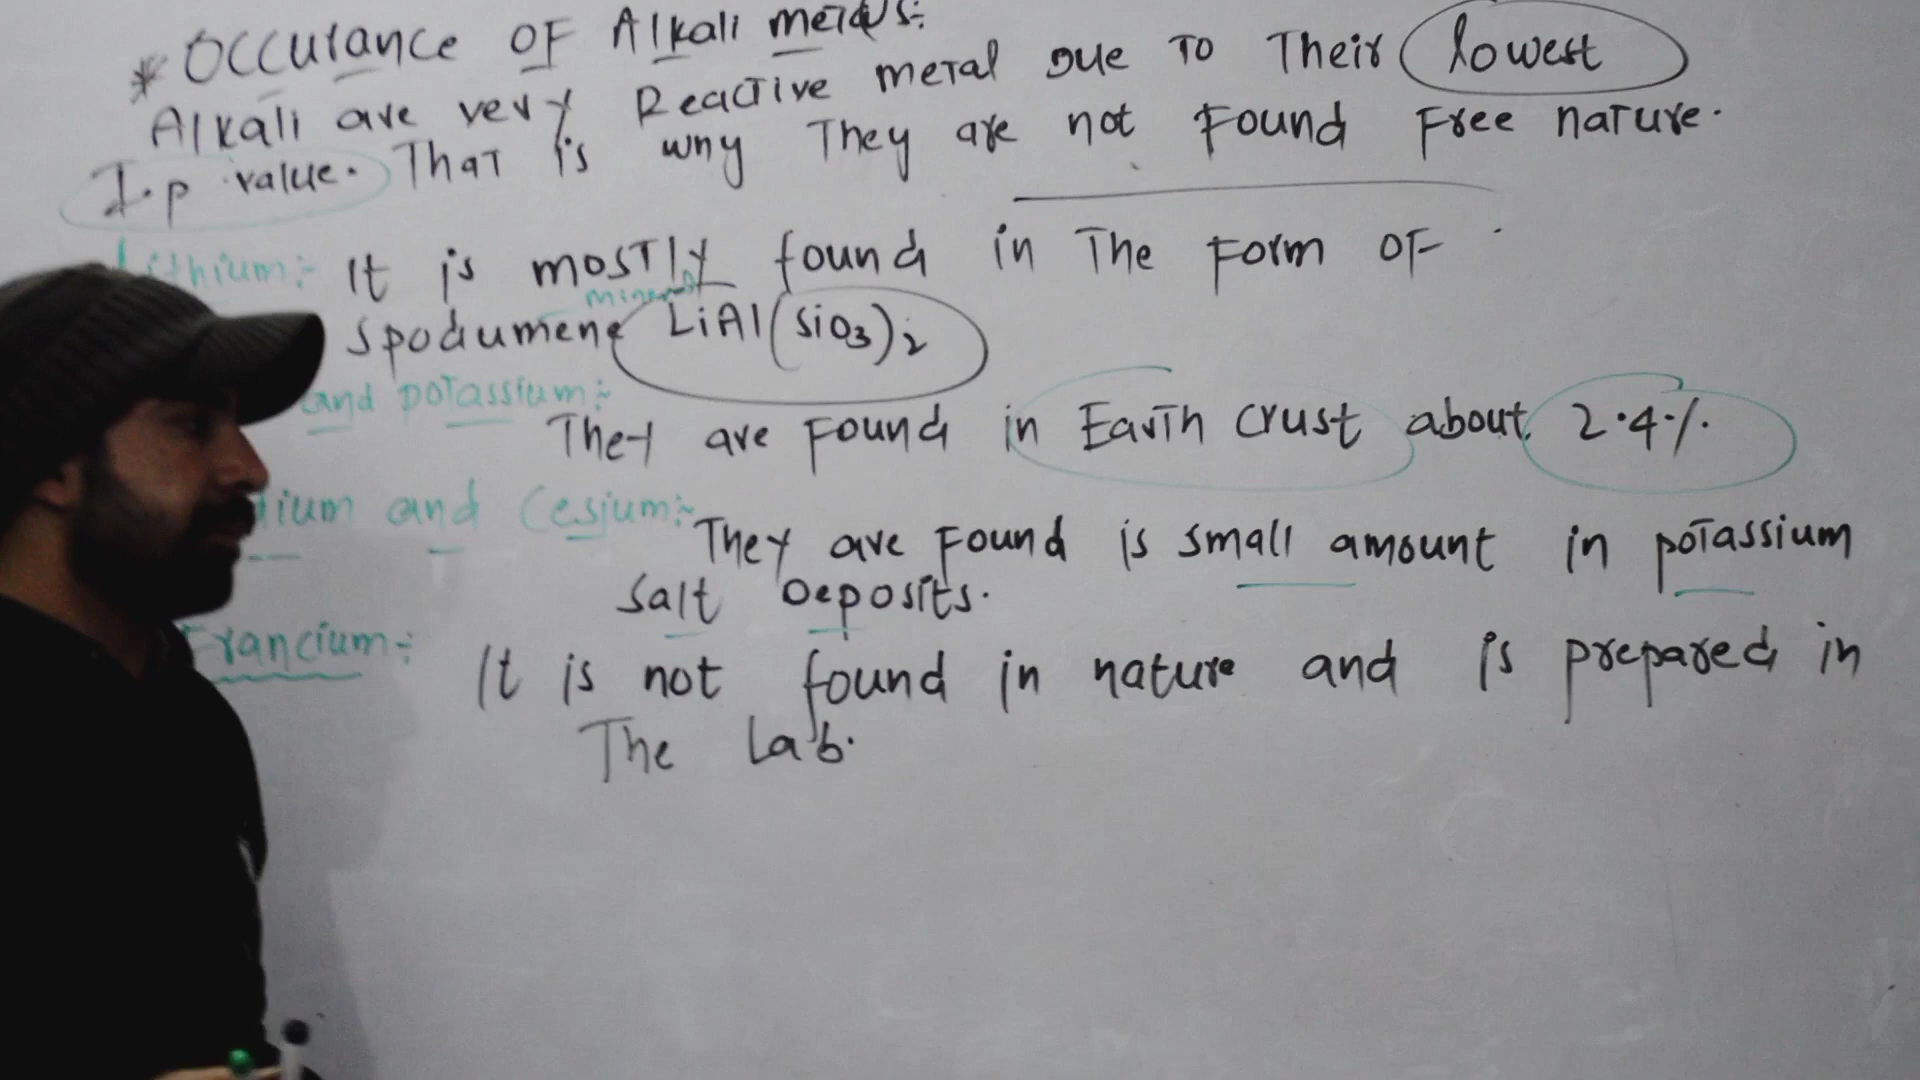 * Occurance OF Alkali metals:-
Alkali are very Reactive metal Due To Their lowest
I.p value. That is why They are not Found Free nature.
Lithium:- It is mostly found in The Form OF
mineral
Spodumene LiAl(SiO3)2
and potassium:-
They are Found in Earth crust about 2.4%.
and Cesium:-
They are Found is small amount in potassium
Salt Deposits.
Francium:- It is not found in nature and is prepared in
The Lab.